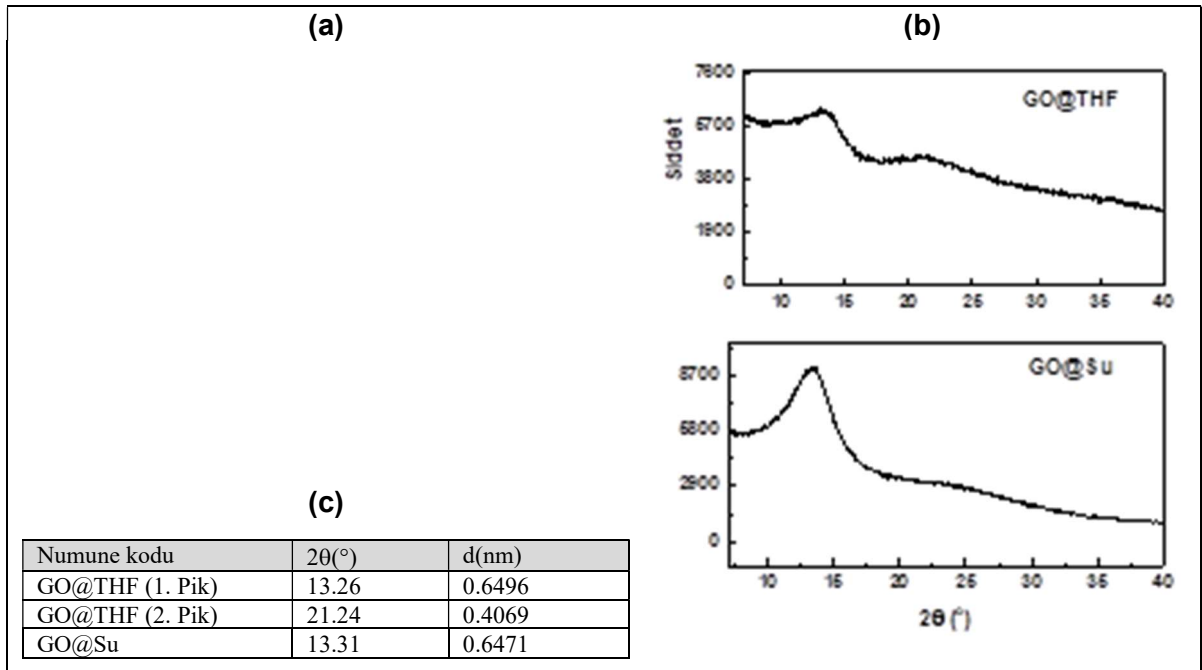 (a)
(b)
7600
5700
3800
1900
0
Siddet
GO@THF
10 15 20 25 30 35 40
8700
5800
2900
0
GO@Su
10 15 20 25 30 35 40
2θ (°)
(c)
Numune kodu 2θ(°) d(nm)
GO@THF (1. Pik) 13.26 0.6496
GO@THF (2. Pik) 21.24 0.4069
GO@Su 13.31 0.6471